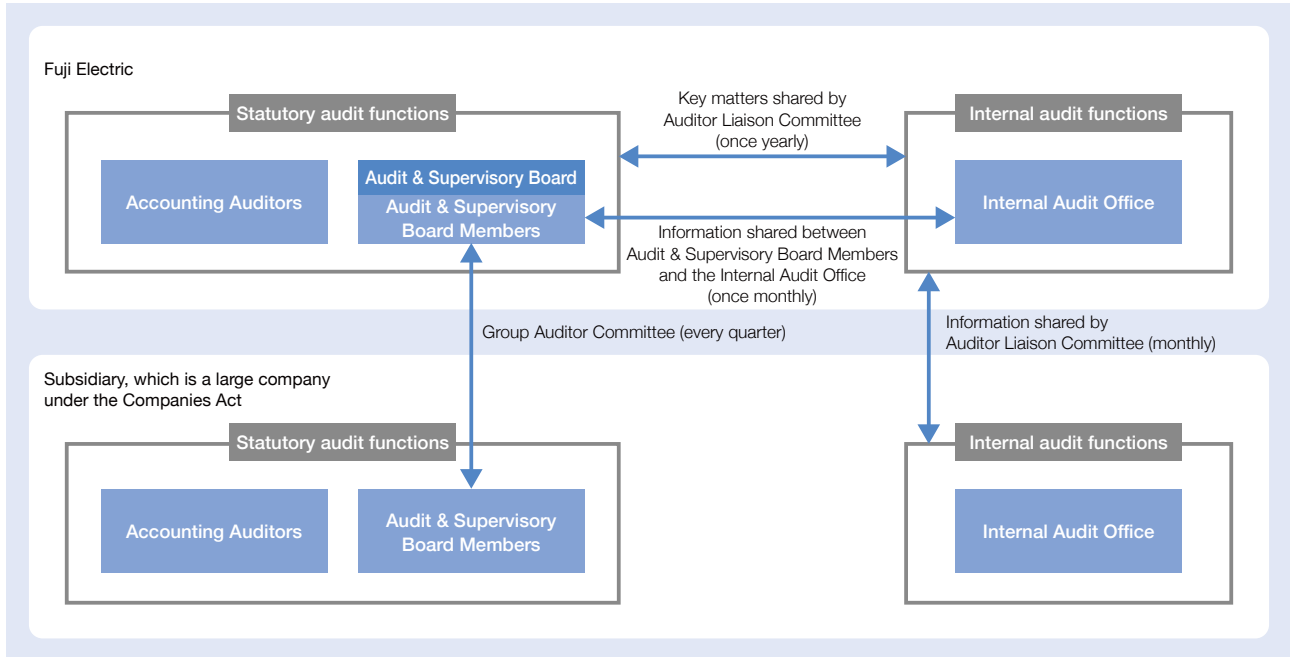 Fuji Electric
Statutory audit functions
Accounting Auditors
Audit & Supervisory Board
Audit & Supervisory
Board Members
Key matters shared by
Auditor Liaison Committee
(once yearly)
Information shared between
Audit & Supervisory Board Members
and the Internal Audit Office
(once monthly)
Internal audit functions
Internal Audit Office
Group Auditor Committee (every quarter)
Information shared by
Auditor Liaison Committee (monthly)
Subsidiary, which is a large company
under the Companies Act
Statutory audit functions
Accounting Auditors
Audit & Supervisory
Board Members
Internal audit functions
Internal Audit Office